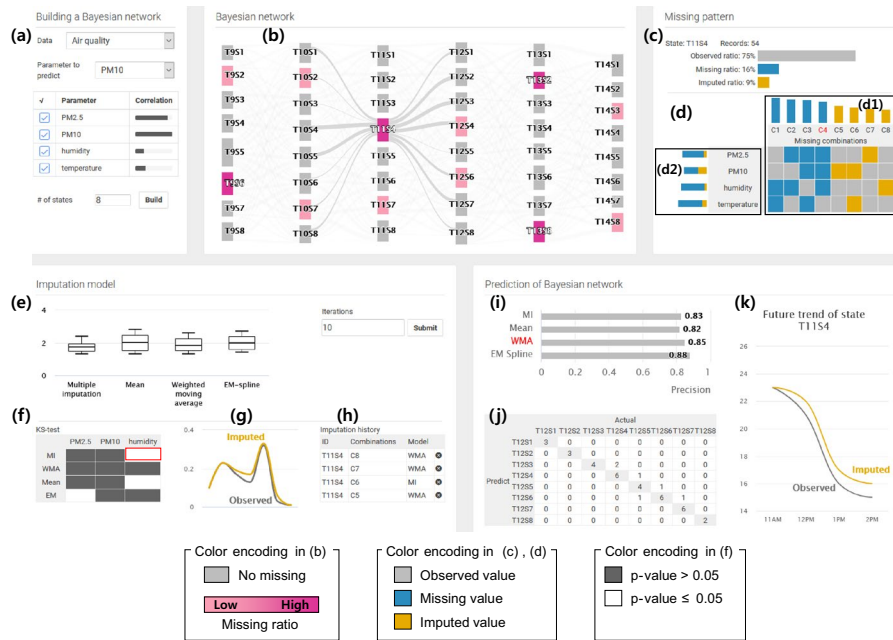 Building a Bayesian network
(a)
Data
Air quality
Parameter to
predict
PM10
√ Parameter Correlation
PM2.5
PM10
humidity
temperature
# of states
8
Build
Bayesian network
(b)
T9S1
T9S2
T9S3
T9S4
T9S5
T9S7
T9S8
T10S1
T10S2
T10S3
T10S4
T10S5
T10S6
T10S7
T10S8
T11S1
T11S2
T11S3
T11S4
T11S5
T11S6
T11S7
T11S8
T12S1
T12S2
T12S3
T12S4
T12S5
T12S6
T12S7
T12S8
T13S1
T13S2
T13S3
T13S4
T13S5
T13S6
T13S7
T13S8
T14S1
T14S2
T14S3
T14S4
T14S5
T14S6
T14S7
T14S8
Missing pattern
(c)
State: T11S4 Records: 54
Observed ratio: 75%
Missing ratio: 16%
Imputed ratio: 9%
(d)
(d1)
C1 C2 C3 C4 C5 C6 C7 C8
Missing combinations
(d2)
PM2.5
PM10
humidity
temperature
Imputation model
(e)
4
2
0
Multiple
imputation
Mean
Weighted
moving
average
EM-spline
Iterations
10
Submit
(f)
KS-test
PM2.5 PM10 humidity
MI
WMA
Mean
EM
(g)
0.4
0.2
0
Imputed
Observed
(h)
Imputation history
ID Combinations Model
T11S4 C8 WMA
T11S4 C7 WMA
T11S4 C6 MI
T11S4 C5 WMA
Prediction of Bayesian network
(i)
MI 0.83
Mean 0.82
WMA 0.85
EM Spline 0.88
0 0.2 0.4 0.6 0.8 1
Precision
(j)
Actual
T12S1 T12S2 T12S3 T12S4 T12S5 T12S6 T12S7 T12S8
Predict
T12S1 3 0 0 0 0 0 0 0
T12S2 0 3 0 0 0 0 0 0
T12S3 0 0 4 2 0 0 0 0
T12S4 0 0 0 6 1 0 0 0
T12S5 0 0 0 0 4 1 0 0
T12S6 0 0 0 0 1 6 1 0
T12S7 0 0 0 0 0 0 6 0
T12S8 0 0 0 0 0 0 0 2
(k)
Future trend of state
T11S4
26
24
22
20
18
16
14
Imputed
Observed
11AM 12PM 1PM 2PM
Color encoding in (b)
No missing
Low High
Missing ratio
Color encoding in (c) , (d)
Observed value
Missing value
Imputed value
Color encoding in (f)
p-value > 0.05
p-value ≤ 0.05